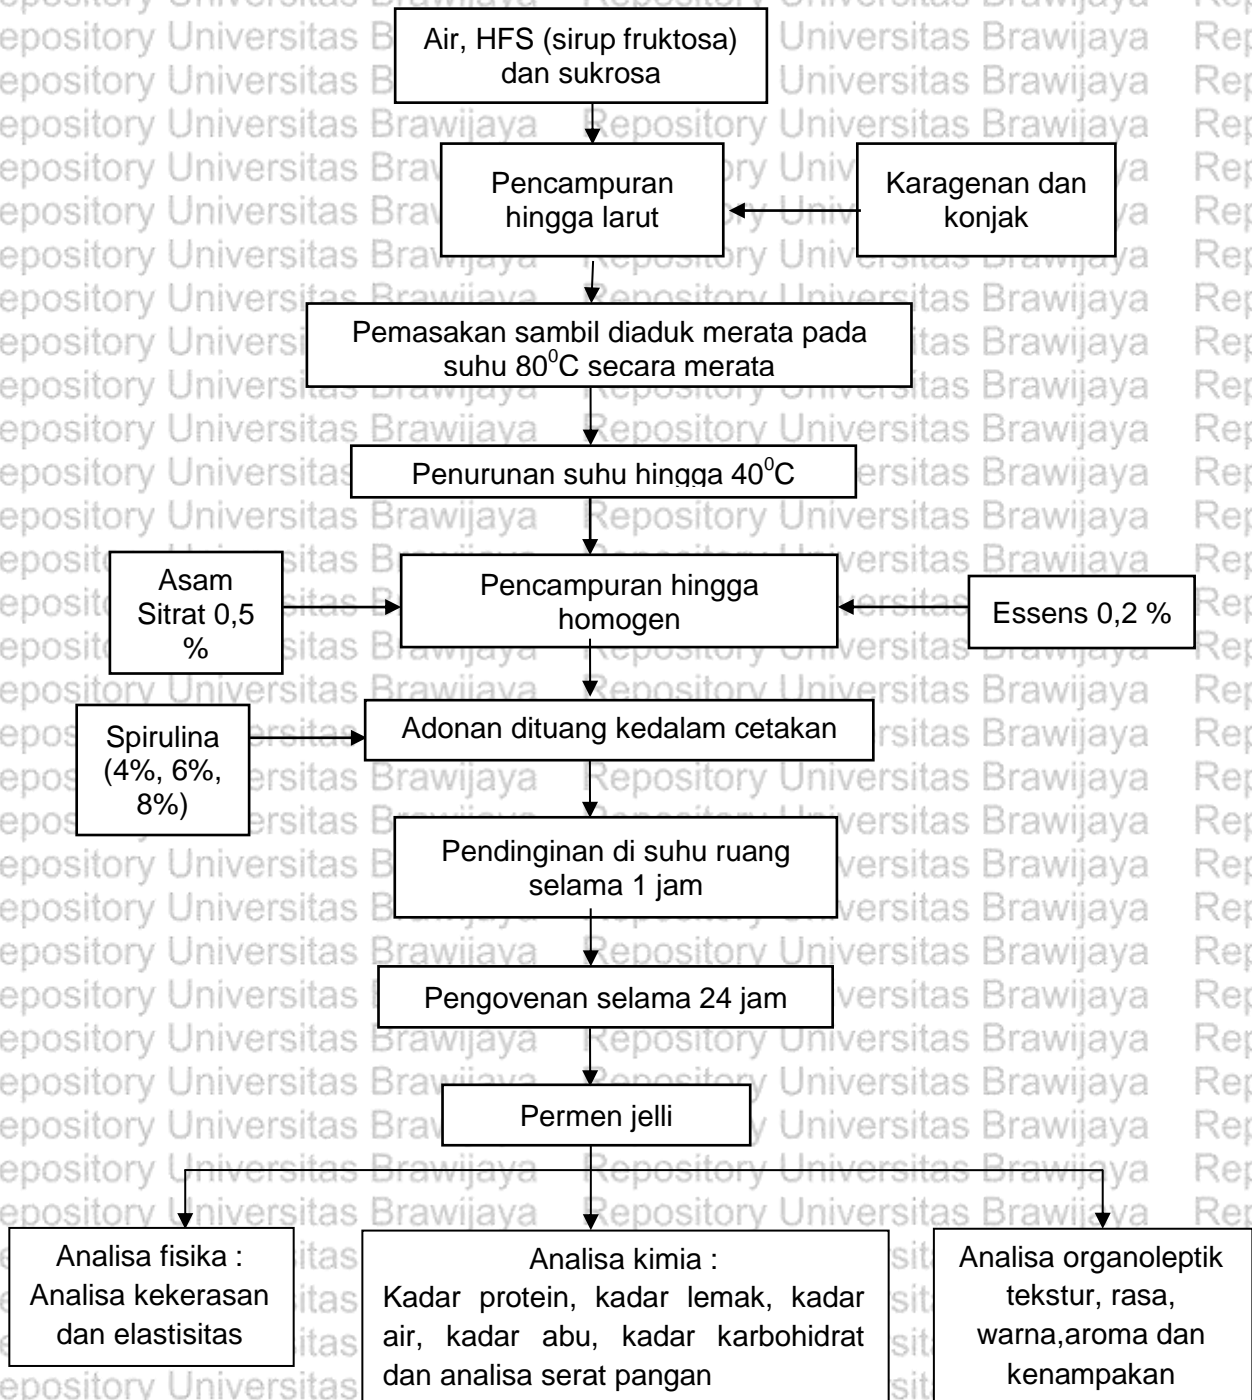 Air, HFS (sirup fruktosa)
dan sukrosa
Pencampuran
hingga larut
Karagenan dan
konjak
Pemasakan sambil diaduk merata pada
suhu 80⁰C secara merata
Penurunan suhu hingga 40⁰C
Asam
Sitrat 0,5
%
Pencampuran hingga
homogen
Essens 0,2 %
Spirulina
(4%, 6%,
8%)
Adonan dituang kedalam cetakan
Pendinginan di suhu ruang
selama 1 jam
Pengovenan selama 24 jam
Permen jelli
Analisa fisika :
Analisa kekerasan
dan elastisitas
Analisa kimia :
Kadar protein, kadar lemak, kadar
air, kadar abu, kadar karbohidrat
dan analisa serat pangan
Analisa organoleptik
tekstur, rasa,
warna,aroma dan
kenampakan
Repository Universitas Brawijaya